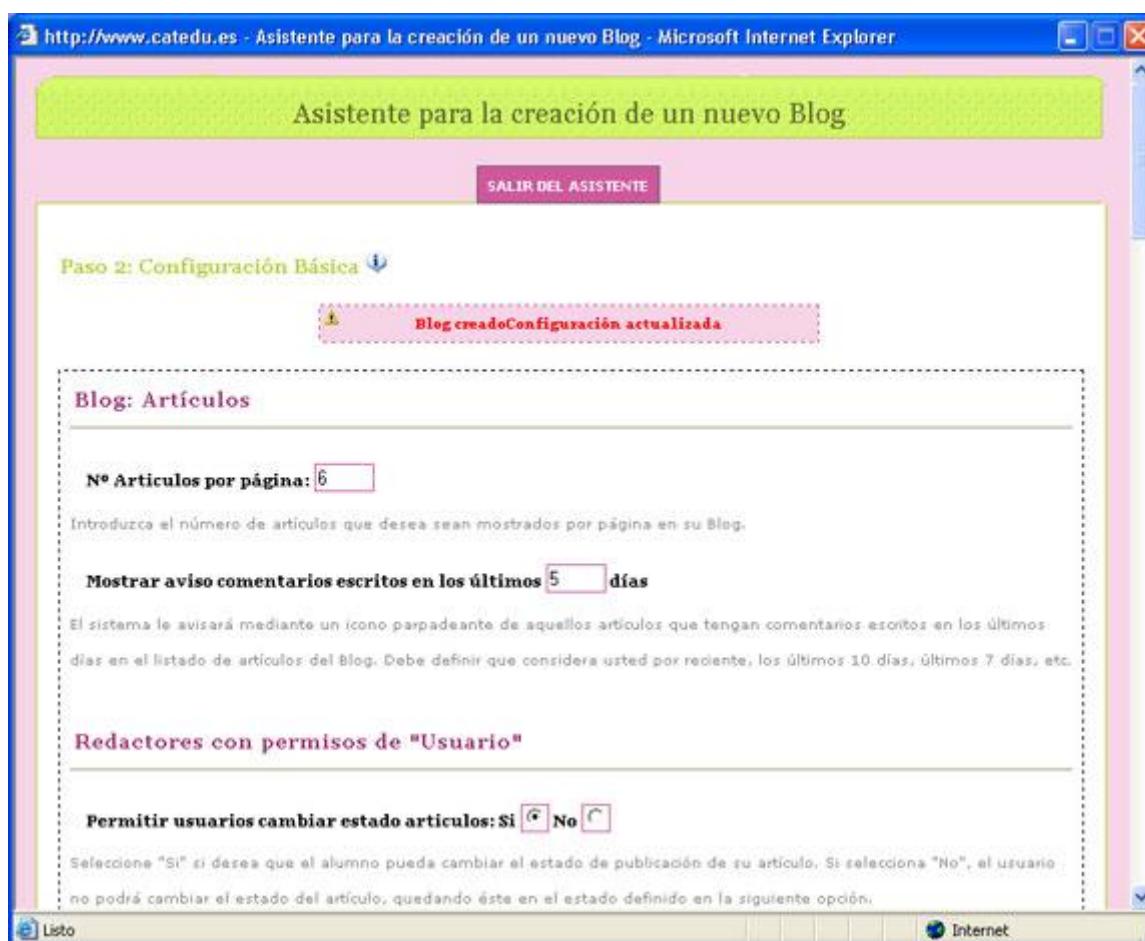 http://www.catedu.es - Asistente para la creación de un nuevo Blog - Microsoft Internet Explorer
Asistente para la creación de un nuevo Blog
SALIR DEL ASISTENTE
Paso 2: Configuración Básica
Blog creadoConfiguración actualizada
Blog: Artículos
Nº Articulos por página: 6
Introduzca el número de artículos que desea sean mostrados por página en su Blog.
Mostrar aviso comentarios escritos en los últimos 5 días
El sistema le avisará mediante un icono parpadeante de aquellos artículos que tengan comentarios escritos en los últimos
días en el listado de artículos del Blog. Debe definir que considera usted por reciente, los últimos 10 días, últimos 7 días, etc.
Redactores con permisos de "Usuario"
Permitir usuarios cambiar estado articulos: Si No
Seleccione "Si" si desea que el alumno pueda cambiar el estado de publicación de su artículo. Si selecciona "No", el usuario
no podrá cambiar el estado del artículo, quedando éste en el estado definido en la siguiente opción.
Listo
Internet